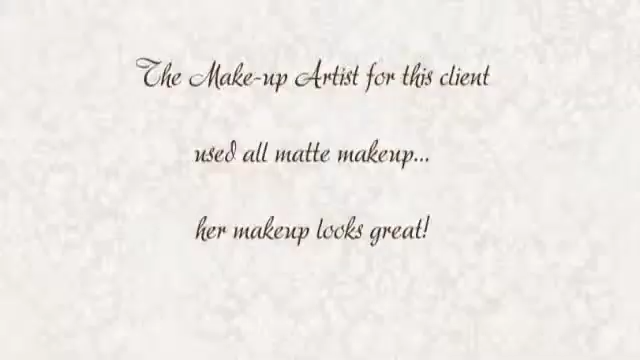 The Make-up Artist for this client
used all matte makeup...
her makeup looks great!